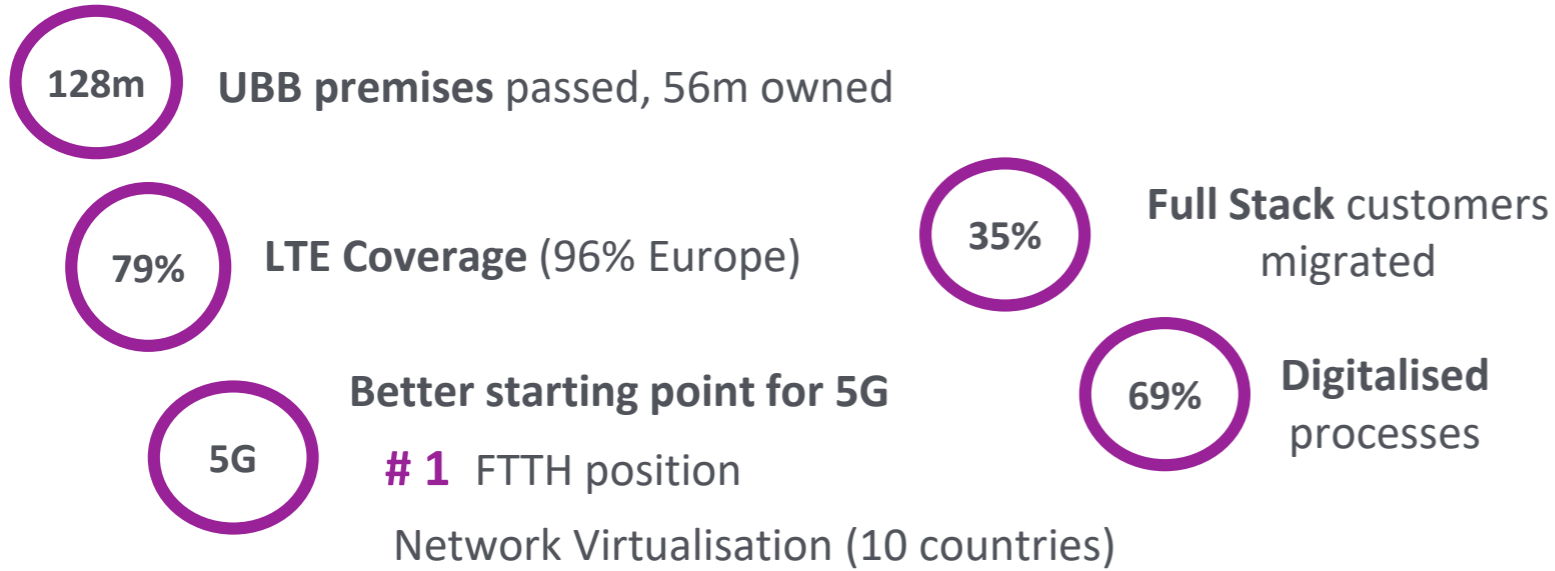 128m
UBB premises passed, 56m owned
79%
LTE Coverage (96% Europe)
5G
Better starting point for 5G
# 1 FTTH position
Network Virtualisation (10 countries)
35%
Full Stack customers
migrated
69%
Digitalised
processes